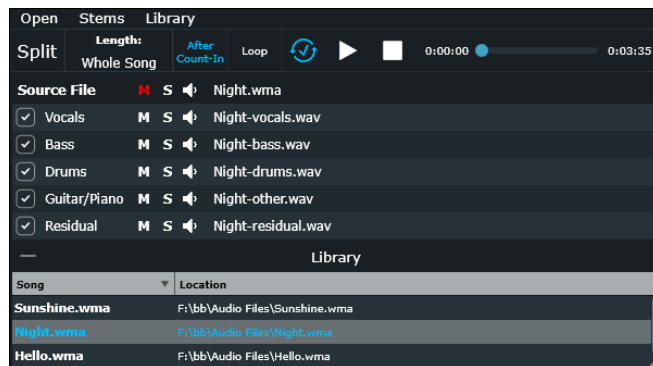 Open Stems Library
Split Length: Whole Song After Count-In Loop 0:00:00 0:03:35
Source File M S Night.wma
Vocals M S Night-vocals.wav
Bass M S Night-bass.wav
Drums M S Night-drums.wav
Guitar/Piano M S Night-other.wav
Residual M S Night-residual.wav
Library
Song Location
Sunshine.wma F:\bb\Audio Files\Sunshine.wma
Night.wma F:\bb\Audio Files\Night.wma
Hello.wma F:\bb\Audio Files\Hello.wma